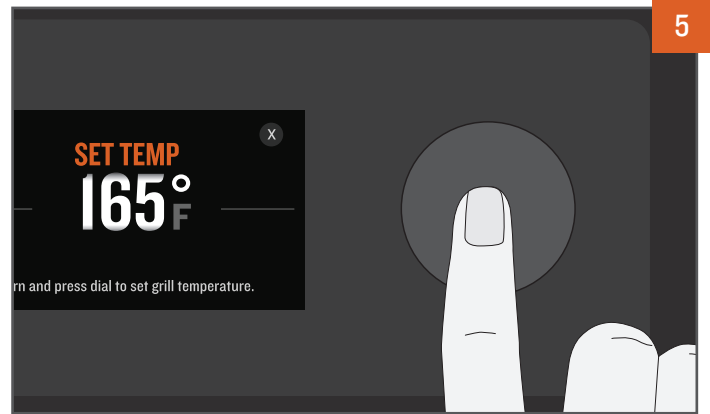 5
X
SET TEMP
165°F
rn and press dial to set grill temperature.